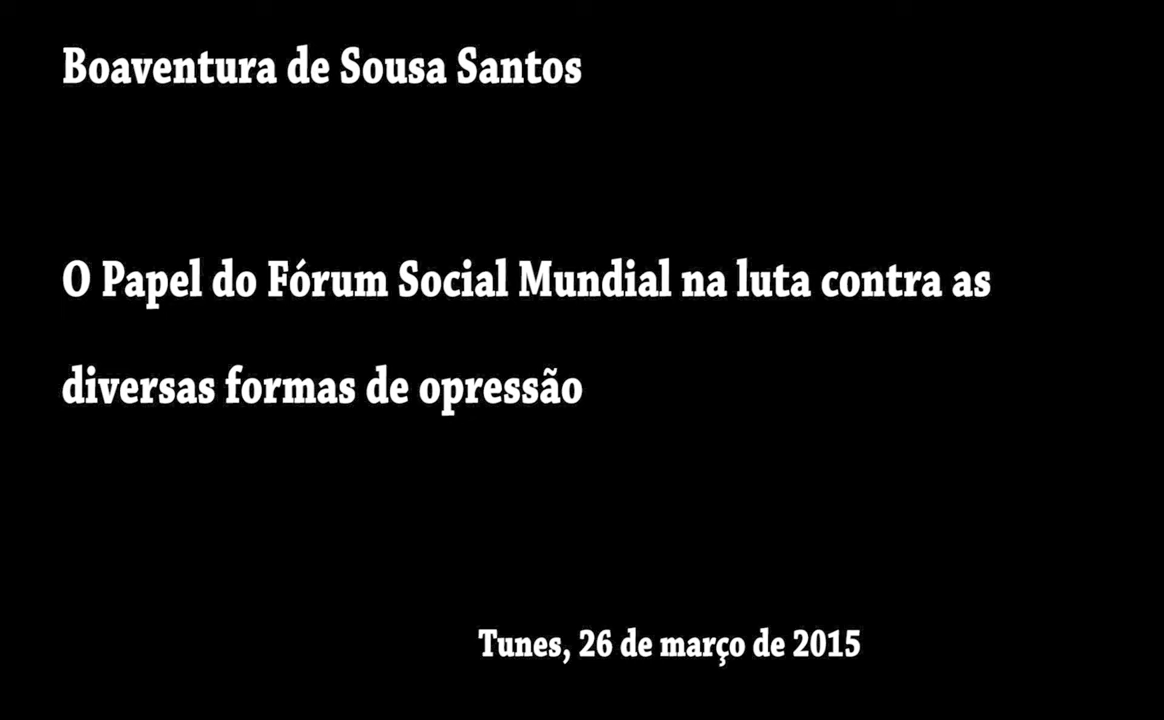 Boaventura de Sousa Santos
O Papel do Fórum Social Mundial na luta contra as
diversas formas de opressão
Tunes, 26 de março de 2015